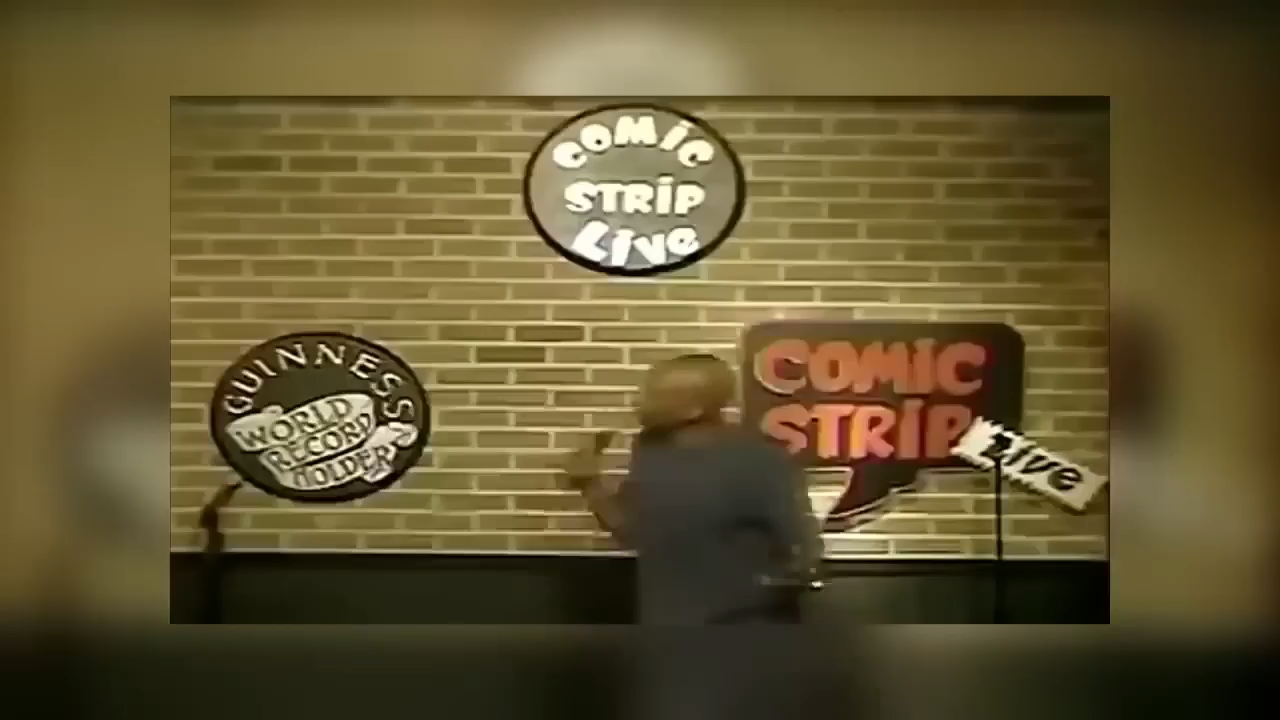 COMIC
STRIP
LIVE
GUINNESS
WORLD
RECORD
HOLDER
COMIC
STRIP
Live